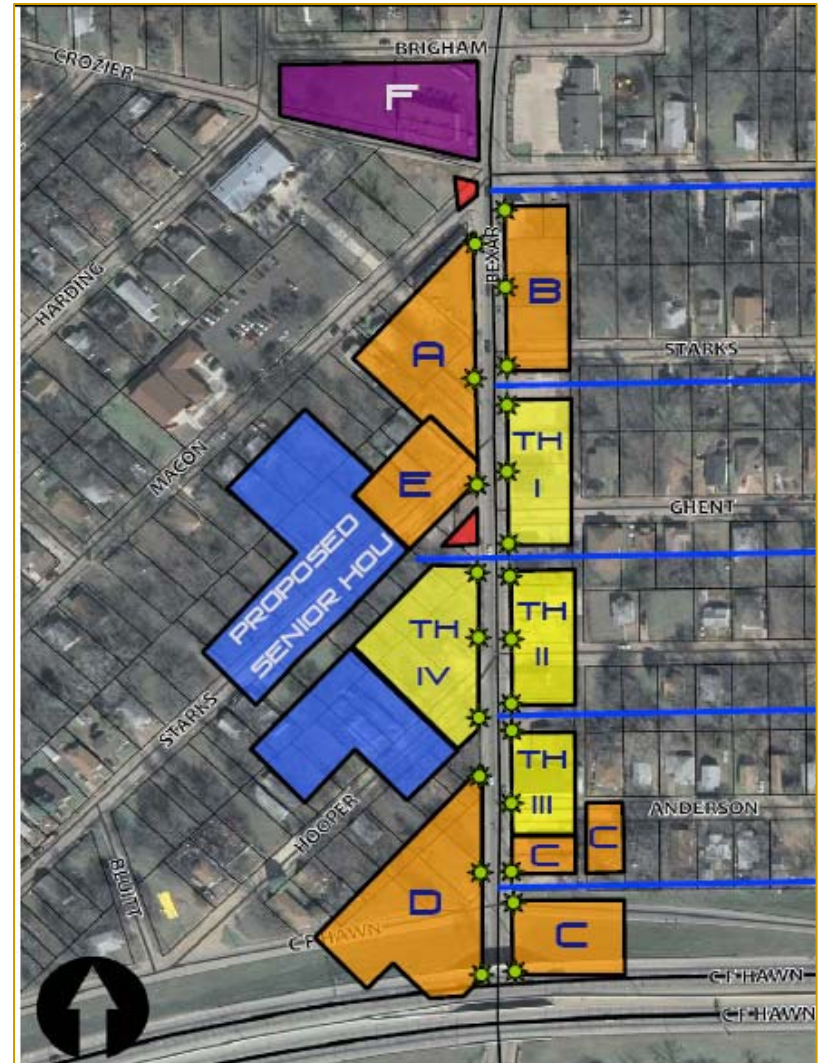 BRIGHAM
CROZIER
F
HARDING
BEXAR
B
STARKS
A
TH
I
MACON
E
GHENT
PROPOSED
SENIOR HOU
TH
II
TH
IV
STARKS
TH
III
ANDERSON
C
C
HOOPER
BLUITT
D
C
C F HAWN
C F HAWN
C F HAWN